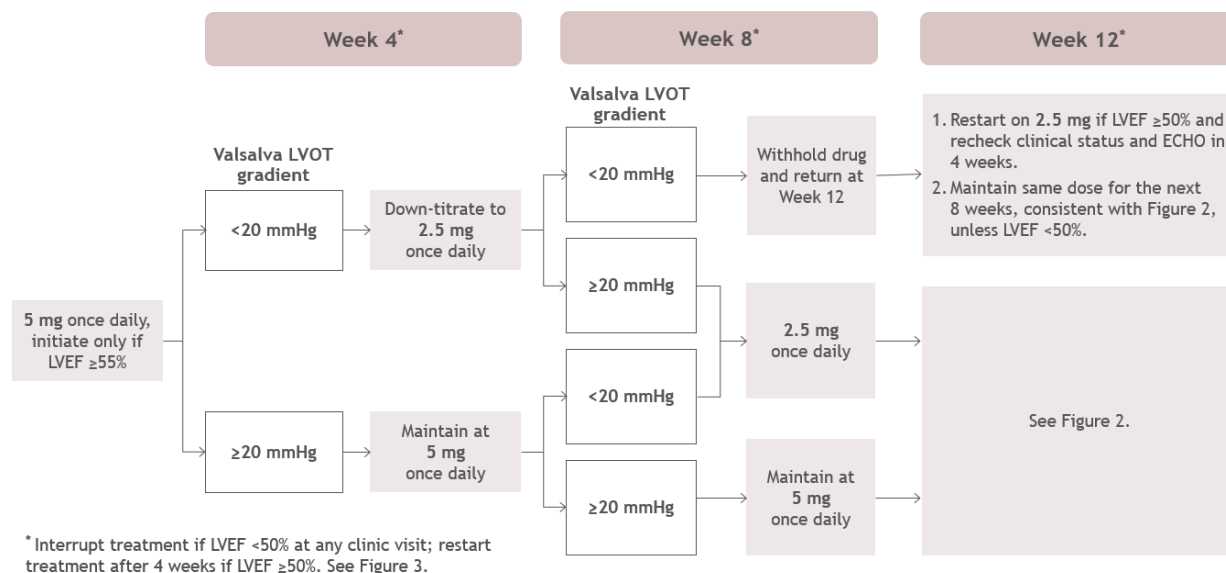 Week 4*
Week 8*
Week 12*
5 mg once daily,
initiate only if
LVEF ≥55%
Valsalva LVOT
gradient
<20 mmHg
Down-titrate to
2.5 mg
once daily
≥20 mmHg
Maintain at
5 mg
once daily
Valsalva LVOT
gradient
<20 mmHg
Withhold drug
and return at
Week 12
≥20 mmHg
<20 mmHg
2.5 mg
once daily
≥20 mmHg
Maintain at
5 mg
once daily
1. Restart on 2.5 mg if LVEF ≥50% and
recheck clinical status and ECHO in
4 weeks.
2. Maintain same dose for the next
8 weeks, consistent with Figure 2,
unless LVEF <50%.
See Figure 2.
* Interrupt treatment if LVEF <50% at any clinic visit; restart
treatment after 4 weeks if LVEF ≥50%. See Figure 3.